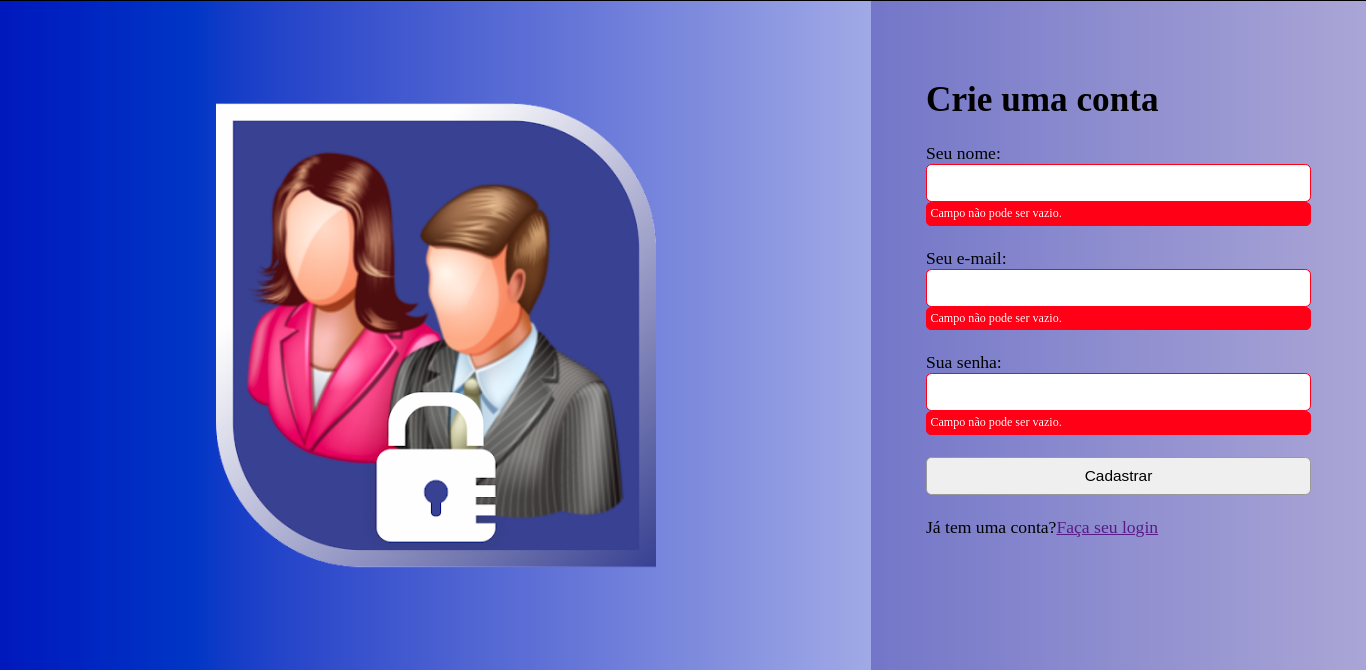 Crie uma conta
Seu nome:
Campo não pode ser vazio.
Seu e-mail:
Campo não pode ser vazio.
Sua senha:
Campo não pode ser vazio.
Cadastrar
Já tem uma conta?Faça seu login